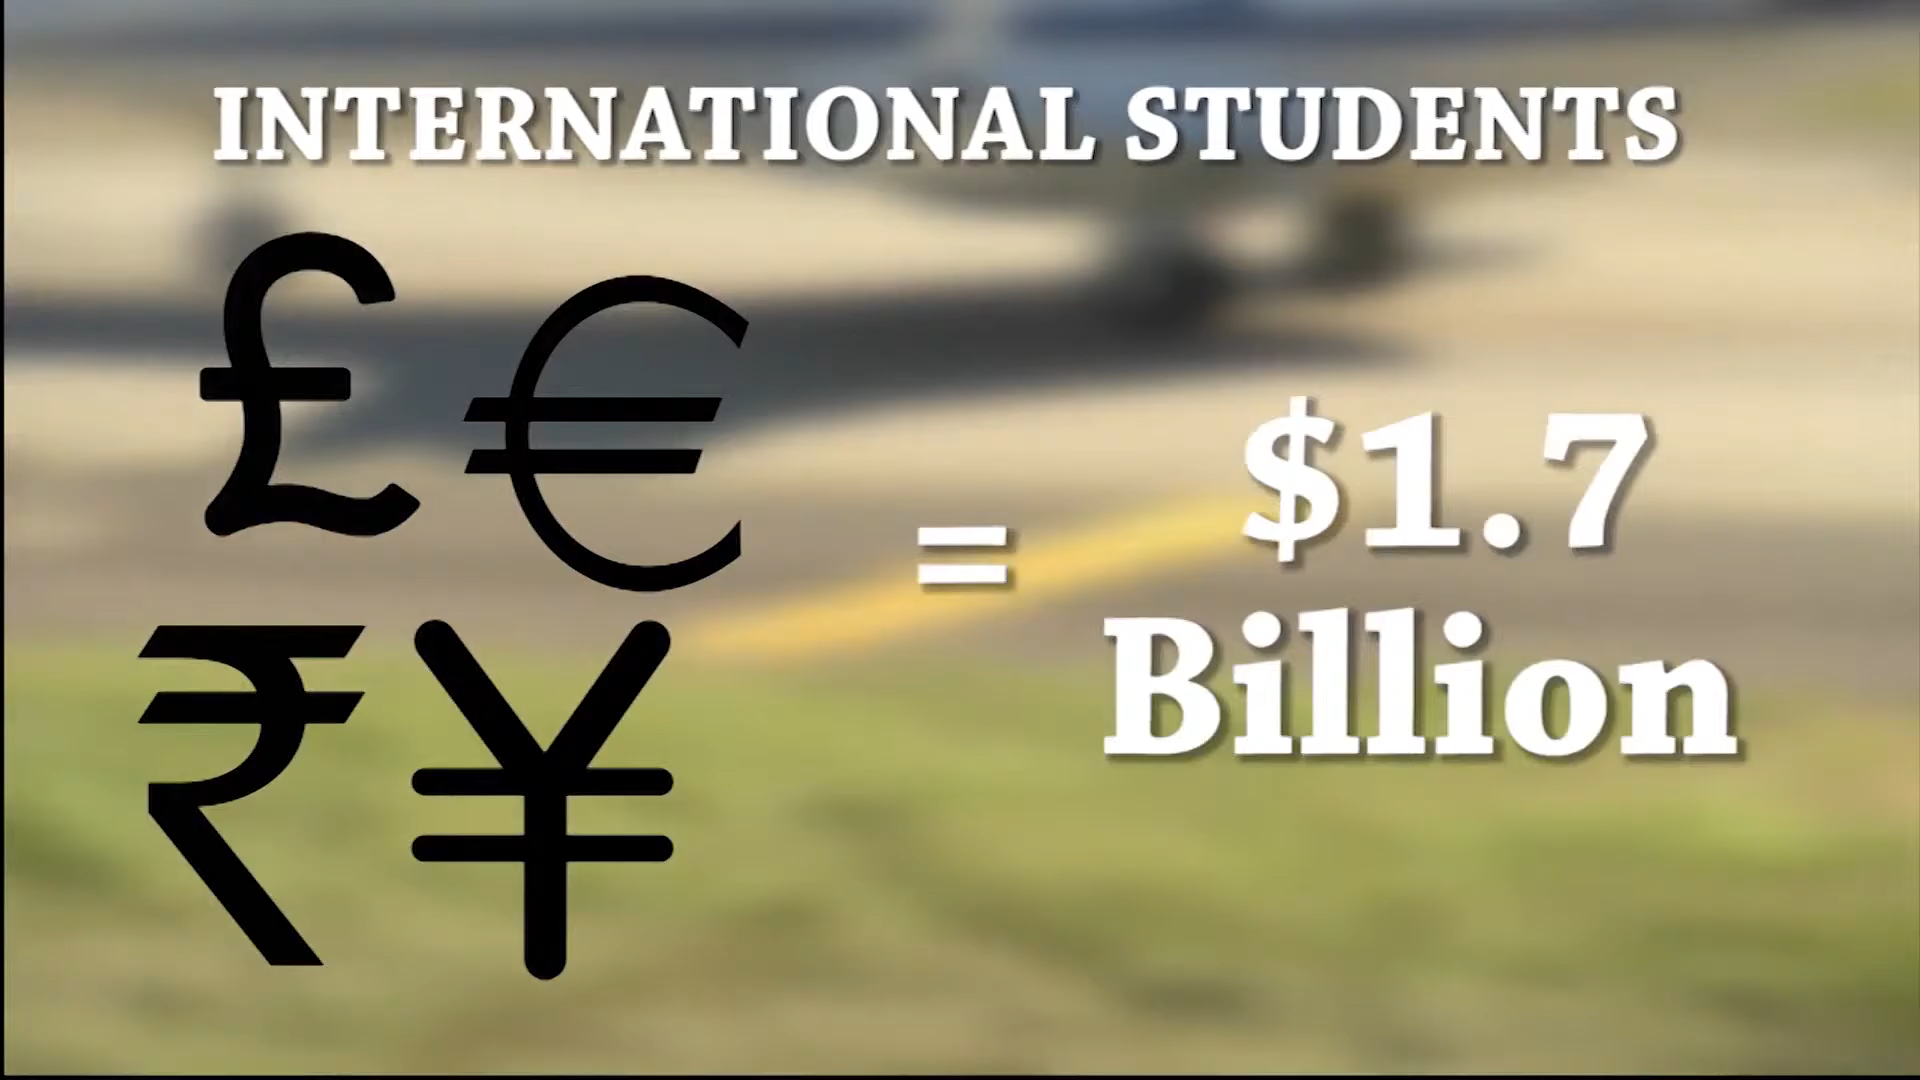 INTERNATIONAL STUDENTS
£ €
₹ ¥
= $1.7
Billion